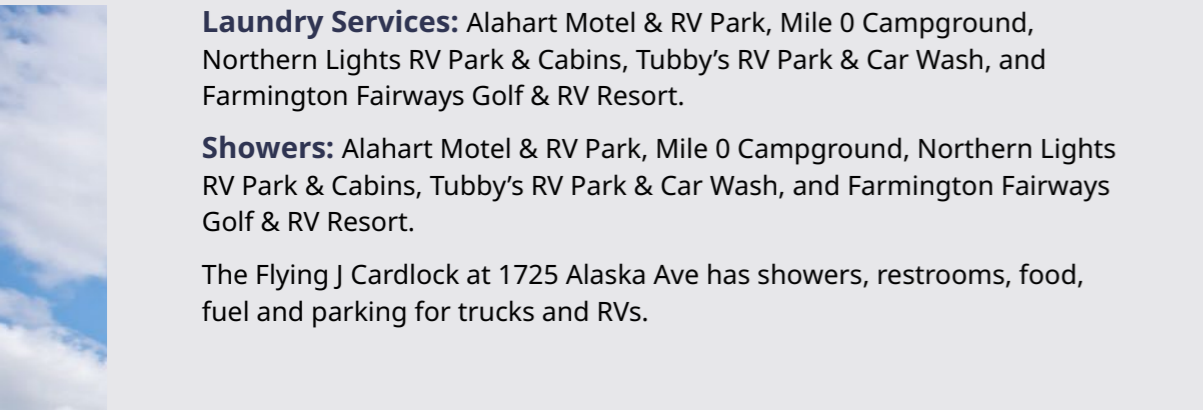 Laundry Services: Alahart Motel & RV Park, Mile 0 Campground,
Northern Lights RV Park & Cabins, Tubby’s RV Park & Car Wash, and
Farmington Fairways Golf & RV Resort.
Showers: Alahart Motel & RV Park, Mile 0 Campground, Northern Lights
RV Park & Cabins, Tubby’s RV Park & Car Wash, and Farmington Fairways
Golf & RV Resort.
The Flying J Cardlock at 1725 Alaska Ave has showers, restrooms, food,
fuel and parking for trucks and RVs.